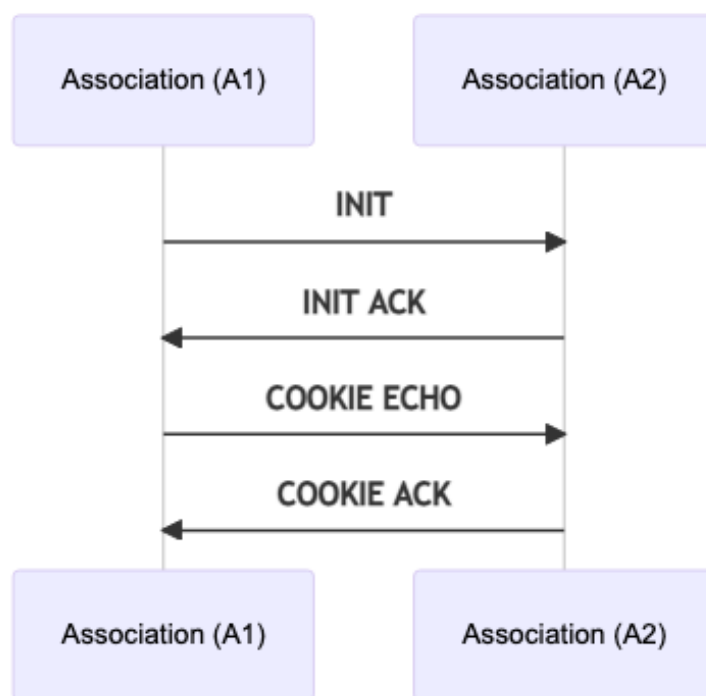 Association (A1)
Association (A2)
INIT
INIT ACK
COOKIE ECHO
COOKIE ACK
Association (A1)
Association (A2)